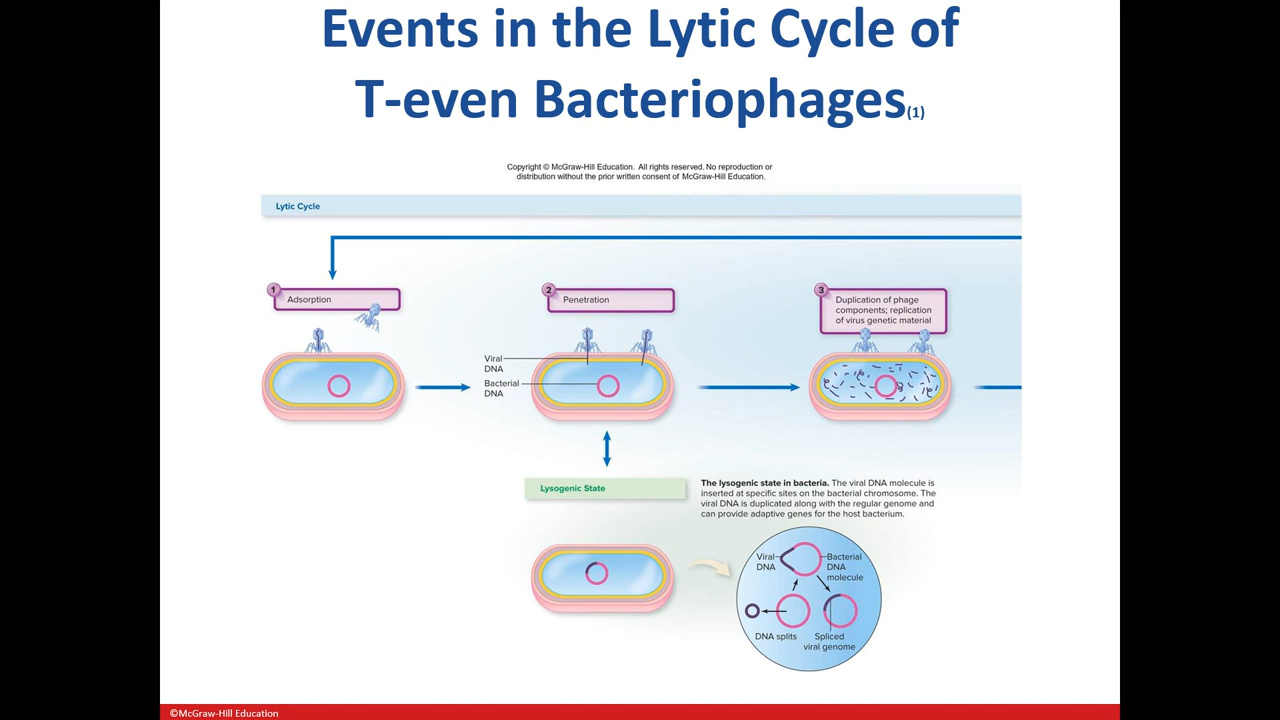 Events in the Lytic Cycle of
T-even Bacteriophages(1)
Copyright © McGraw-Hill Education. All rights reserved. No reproduction or
distribution without the prior written consent of McGraw-Hill Education.
Lytic Cycle
1
Adsorption
2
Penetration
3
Duplication of phage
components; replication
of virus genetic material
Viral
DNA
Bacterial
DNA
Lysogenic State
The lysogenic state in bacteria. The viral DNA molecule is
inserted at specific sites on the bacterial chromosome. The
viral DNA is duplicated along with the regular genome and
can provide adaptive genes for the host bacterium.
Viral
DNA
Bacterial
DNA
molecule
DNA splits
Spliced
viral genome
©McGraw-Hill Education